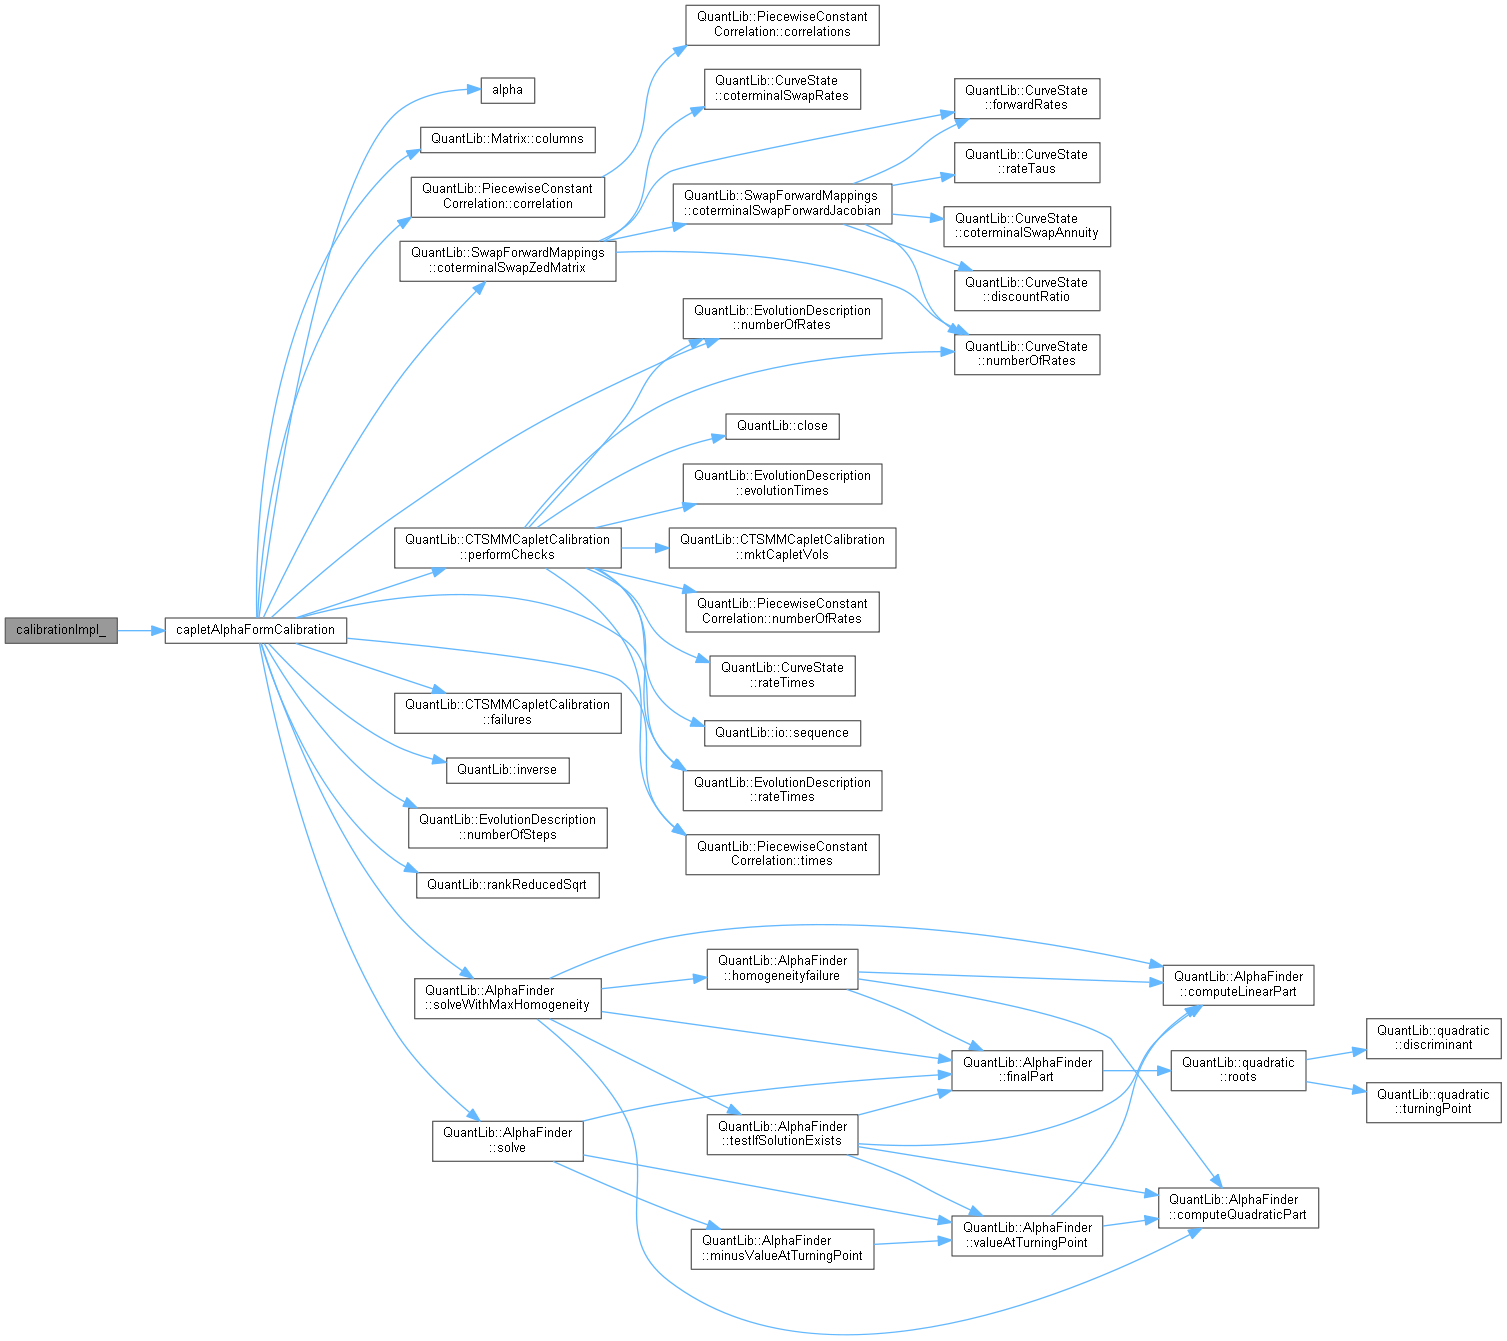 QuantLib::PiecewiseConstant
Correlation::correlations
alpha
QuantLib::CurveState
::coterminalSwapRates
QuantLib::CurveState
::forwardRates
QuantLib::Matrix::columns
QuantLib::CurveState
::rateTaus
QuantLib::PiecewiseConstant
Correlation::correlation
QuantLib::SwapForwardMappings
::coterminalSwapForwardJacobian
QuantLib::CurveState
::coterminalSwapAnnuity
QuantLib::SwapForwardMappings
::coterminalSwapZedMatrix
QuantLib::CurveState
::discountRatio
QuantLib::EvolutionDescription
::numberOfRates
QuantLib::CurveState
::numberOfRates
QuantLib::close
QuantLib::EvolutionDescription
::evolutionTimes
QuantLib::CTSMMCapletCalibration
::performChecks
QuantLib::CTSMMCapletCalibration
::mktCapletVols
QuantLib::PiecewiseConstant
Correlation::numberOfRates
calibrationImpl_
capletAlphaFormCalibration
QuantLib::CurveState
::rateTimes
QuantLib::CTSMMCapletCalibration
::failures
QuantLib::io::sequence
QuantLib::inverse
QuantLib::EvolutionDescription
::rateTimes
QuantLib::EvolutionDescription
::numberOfSteps
QuantLib::PiecewiseConstant
Correlation::times
QuantLib::rankReducedSqrt
QuantLib::AlphaFinder
::solveWithMaxHomogeneity
QuantLib::AlphaFinder
::homogeneityfailure
QuantLib::AlphaFinder
::computeLinearPart
QuantLib::quadratic
::discriminant
QuantLib::AlphaFinder
::finalPart
QuantLib::quadratic
::roots
QuantLib::quadratic
::turningPoint
QuantLib::AlphaFinder
::solve
QuantLib::AlphaFinder
::testIfSolutionExists
QuantLib::AlphaFinder
::computeQuadraticPart
QuantLib::AlphaFinder
::minusValueAtTurningPoint
QuantLib::AlphaFinder
::valueAtTurningPoint